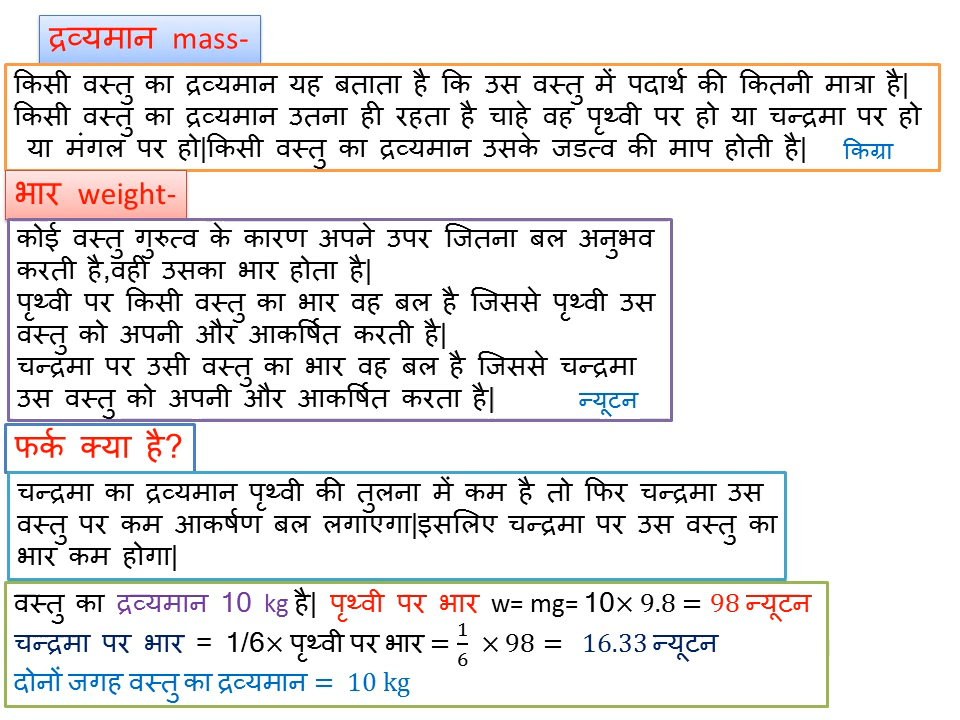 द्रव्यमान mass-
किसी वस्तु का द्रव्यमान यह बताता है कि उस वस्तु में पदार्थ की कितनी मात्रा है|
किसी वस्तु का द्रव्यमान उतना ही रहता है चाहे वह पृथ्वी पर हो या चन्द्रमा पर हो
या मंगल पर हो|किसी वस्तु का द्रव्यमान उसके जडत्व की माप होती है| किग्रा
भार weight-
कोई वस्तु गुरुत्व के कारण अपने उपर जितना बल अनुभव
करती है,वही उसका भार होता है|
पृथ्वी पर किसी वस्तु का भार वह बल है जिससे पृथ्वी उस
वस्तु को अपनी और आकर्षित करती है|
चन्द्रमा पर उसी वस्तु का भार वह बल है जिससे चन्द्रमा
उस वस्तु को अपनी और आकर्षित करता है| न्यूटन
फर्क क्या है?
चन्द्रमा का द्रव्यमान पृथ्वी की तुलना में कम है तो फिर चन्द्रमा उस
वस्तु पर कम आकर्षण बल लगाएगा|इसलिए चन्द्रमा पर उस वस्तु का
भार कम होगा|
वस्तु का द्रव्यमान 10 kg है| पृथ्वी पर भार w= mg= 10× 9.8 = 98 न्यूटन
चन्द्रमा पर भार = 1/6× पृथ्वी पर भार = 1/6 × 98 = 16.33 न्यूटन
दोनों जगह वस्तु का द्रव्यमान = 10 kg